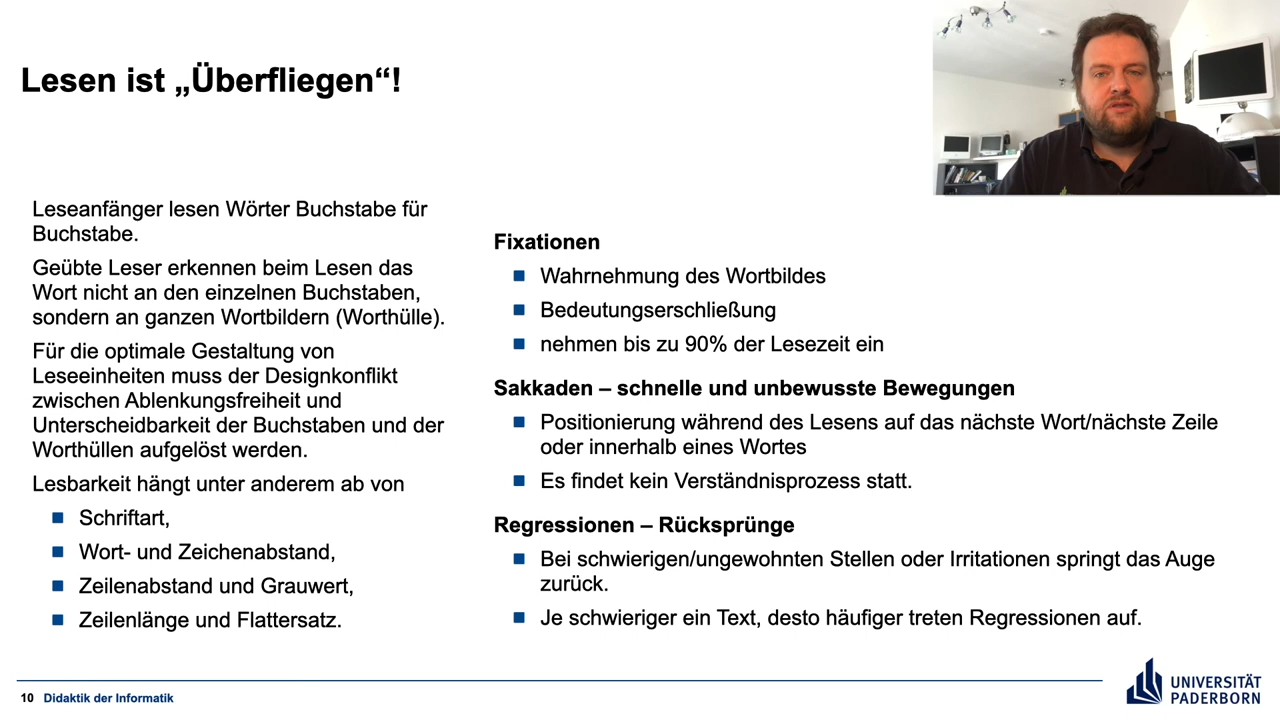 Lesen ist „Überfliegen“!
Leseanfänger lesen Wörter Buchstabe für
Buchstabe.
Geübte Leser erkennen beim Lesen das
Wort nicht an den einzelnen Buchstaben,
sondern an ganzen Wortbildern (Worthülle).
Für die optimale Gestaltung von
Leseeinheiten muss der Designkonflikt
zwischen Ablenkungsfreiheit und
Unterscheidbarkeit der Buchstaben und der
Worthüllen aufgelöst werden.
Lesbarkeit hängt unter anderem ab von
■ Schriftart,
■ Wort- und Zeichenabstand,
■ Zeilenabstand und Grauwert,
■ Zeilenlänge und Flattersatz.
Fixationen
■ Wahrnehmung des Wortbildes
■ Bedeutungserschließung
■ nehmen bis zu 90% der Lesezeit ein
Sakkaden – schnelle und unbewusste Bewegungen
■ Positionierung während des Lesens auf das nächste Wort/nächste Zeile
oder innerhalb eines Wortes
■ Es findet kein Verständnisprozess statt.
Regressionen – Rücksprünge
■ Bei schwierigen/ungewohnten Stellen oder Irritationen springt das Auge
zurück.
■ Je schwieriger ein Text, desto häufiger treten Regressionen auf.
10 Didaktik der Informatik
UNIVERSITÄT
PADERBORN